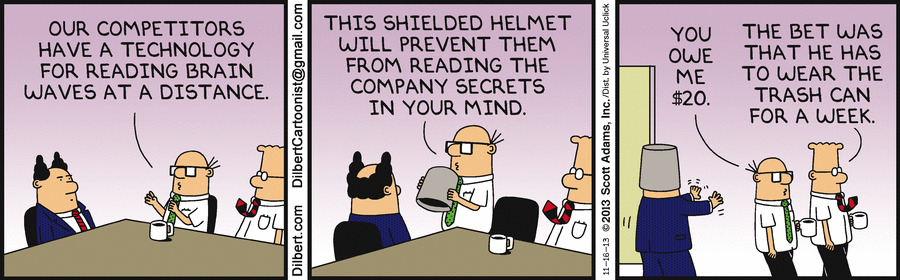 OUR COMPETITORS
HAVE A TECHNOLOGY
FOR READING BRAIN
WAVES AT A DISTANCE.
Dilbert.com DilbertCartoonist@gmail.com
THIS SHIELDED HELMET
WILL PREVENT THEM
FROM READING THE
COMPANY SECRETS
IN YOUR MIND.
11-16-13 © 2013 Scott Adams, Inc. /Dist. by Universal Uclick
YOU
OWE
ME
$20.
THE BET WAS
THAT HE HAS
TO WEAR THE
TRASH CAN
FOR A WEEK.